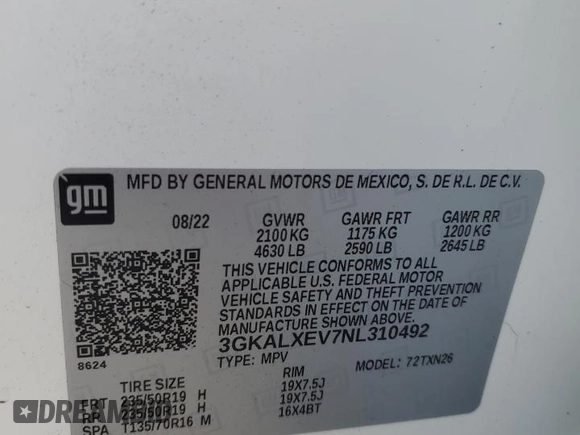 gm
MFD BY GENERAL MOTORS DE MEXICO, S. DE R.L. DE C.V.
08/22 GVWR GAWR FRT GAWR RR
2100 KG 1175 KG 1200 KG
4630 LB 2590 LB 2645 LB
THIS VEHICLE CONFORMS TO ALL
APPLICABLE U.S. FEDERAL MOTOR
VEHICLE SAFETY AND THEFT PREVENTION
STANDARDS IN EFFECT ON THE DATE OF
MANUFACTURE SHOWN ABOVE.
3GKALXEV7NL310492
8624 TYPE: MPV MODEL: 72TXN26
TIRE SIZE RIM
FRT 235/50R19 H 19X7.5J
RR 235/50R19 H 19X7.5J
SPA T135/70R16 M 16X4BT